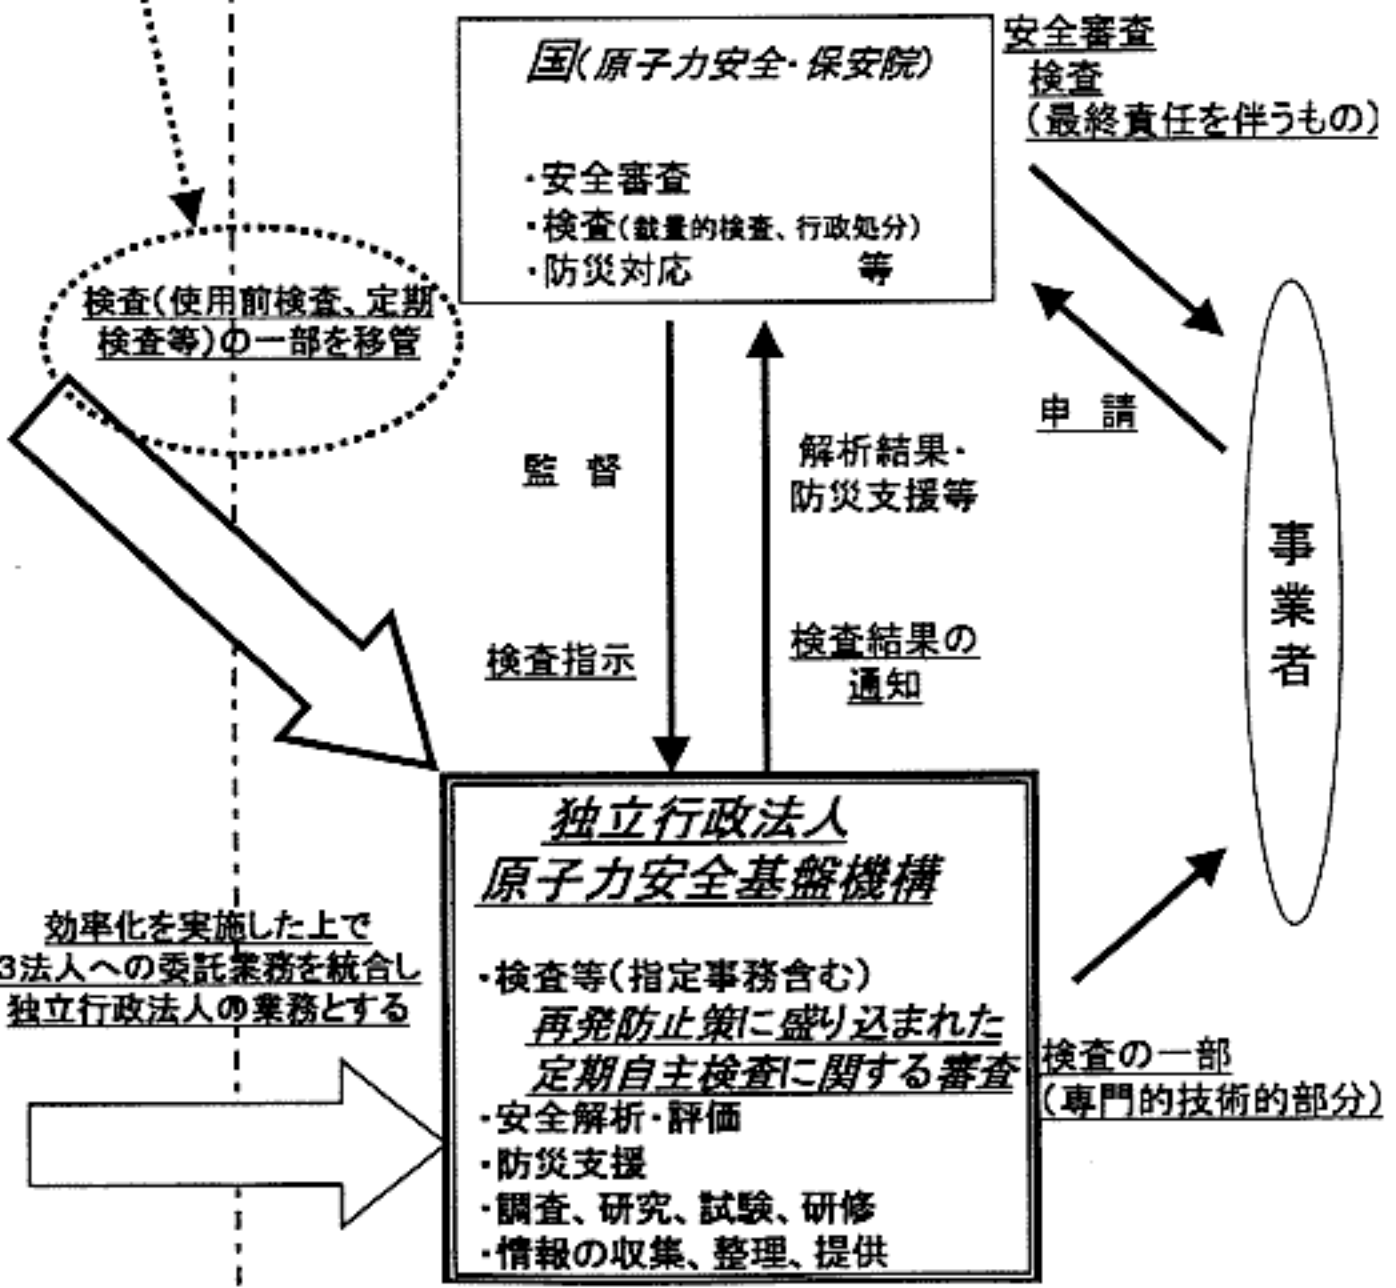 国(原子力安全・保安院)
・安全審査
・検査(裁量的検査、行政処分)
・防災対応 等
安全審査
検査
(最終責任を伴うもの)
検査(使用前検査、定期
検査等)の一部を移管
申 請
監 督
解析結果・
防災支援等
検査指示
検査結果の
通知
事業者
独立行政法人
原子力安全基盤機構
・検査等(指定事務含む)
再発防止策に盛り込まれた
定期自主検査に関する審査
・安全解析・評価
・防災支援
・調査、研究、試験、研修
・情報の収集、整理、提供
効率化を実施した上で
3法人への委託業務を統合し
独立行政法人の業務とする
検査の一部
(専門的技術的部分)